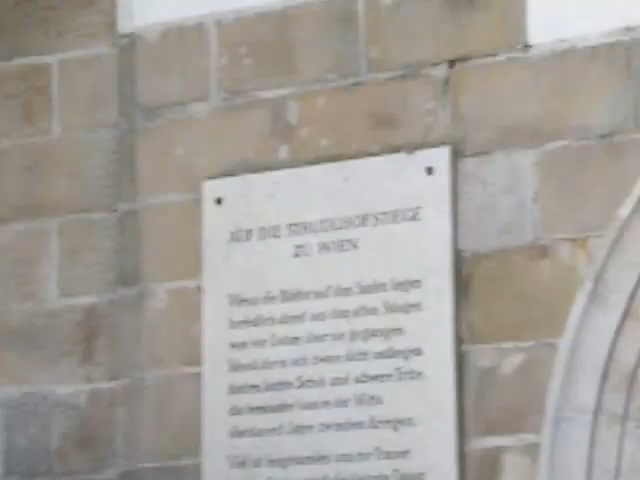 AUF DIE STRUDLHOFSTIEGE
ZU WIEN
Wenn die Blätter auf den Stufen liegen
herbstlich atmet aus den alten Stiegen
was vor Zeiten über sie gegangen.
Mond darin sich zweie dicht umfangen
hielten, leichte Schuh und schwere Tritte,
die bemooste Vase in der Mitte
überdauert Jahre zwischen Kriegen.
Viel ist hingesunken uns zur Trauer